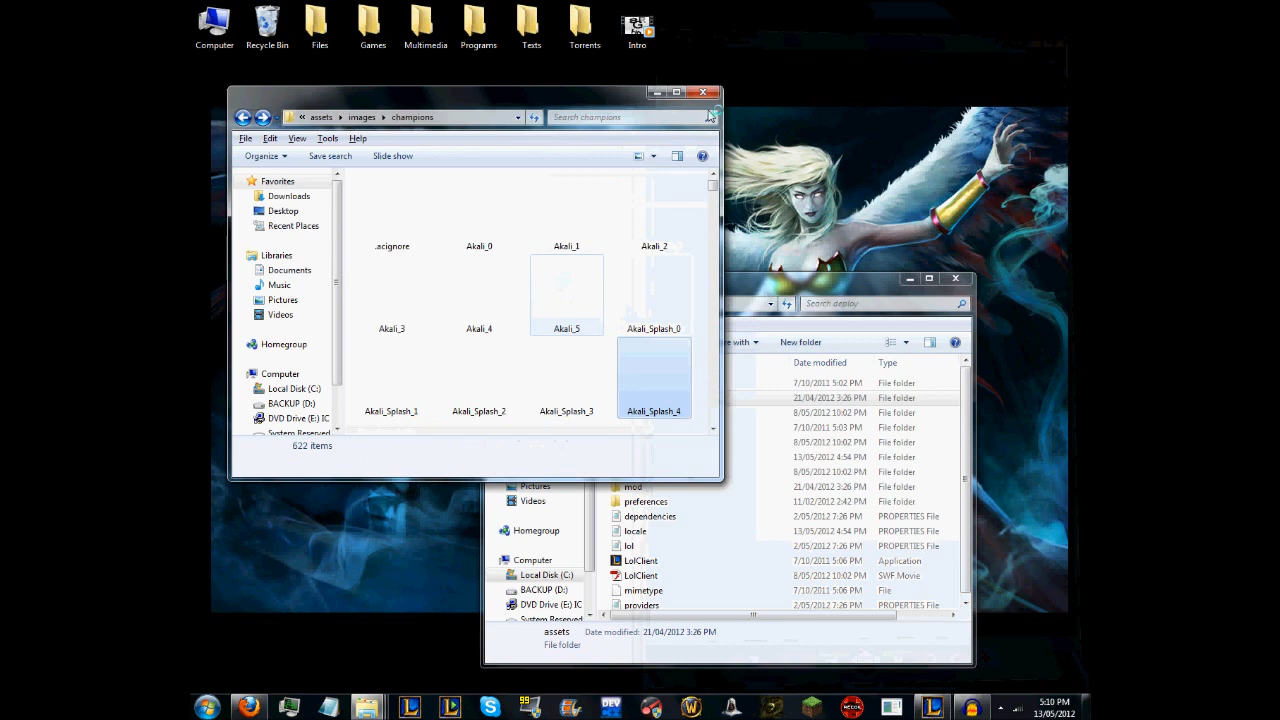 Computer
Recycle Bin
Files
Games
Multimedia
Programs
Texts
Torrents
Intro
« assets ▸ images ▸ champions
Search champions
File Edit View Tools Help
Organize Save search Slide show
Favorites
Downloads
Desktop
Recent Places
Libraries
Documents
Music
Pictures
Videos
Homegroup
Computer
Local Disk (C:)
BACKUP (D:)
DVD Drive (E:) IC
System Reserved
.acignore
Akali_0
Akali_1
Akali_2
Akali_3
Akali_4
Akali_5
Akali_Splash_0
Akali_Splash_1
Akali_Splash_2
Akali_Splash_3
Akali_Splash_4
622 items
Search deploy
with New folder
Date modified Type
7/10/2011 5:02 PM File folder
21/04/2012 3:26 PM File folder
8/05/2012 10:02 PM File folder
7/10/2011 5:03 PM File folder
8/05/2012 10:02 PM File folder
13/05/2012 4:54 PM File folder
8/05/2012 10:02 PM File folder
mod 21/04/2012 3:26 PM File folder
preferences 11/02/2012 2:42 PM File folder
dependencies 2/05/2012 7:26 PM PROPERTIES File
locale 13/05/2012 4:54 PM PROPERTIES File
lol 2/05/2012 7:26 PM PROPERTIES File
LolClient 7/10/2011 5:06 PM Application
LolClient 8/05/2012 10:02 PM SWF Movie
mimetype 7/10/2011 5:06 PM File
providers 2/05/2012 7:26 PM PROPERTIES File
Pictures
Videos
Homegroup
Computer
Local Disk (C:)
BACKUP (D:)
DVD Drive (E:) IC
System Reserved
assets Date modified: 21/04/2012 3:26 PM
File folder
99
DEV
5:10 PM
13/05/2012